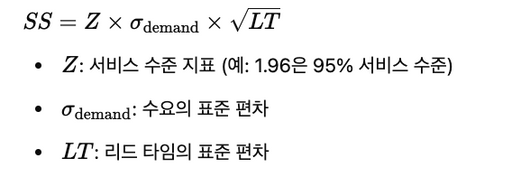 SS = Z × σ_demand × √LT
• Z: 서비스 수준 지표 (예: 1.96은 95% 서비스 수준)
• σ_demand: 수요의 표준 편차
• LT: 리드 타임의 표준 편차